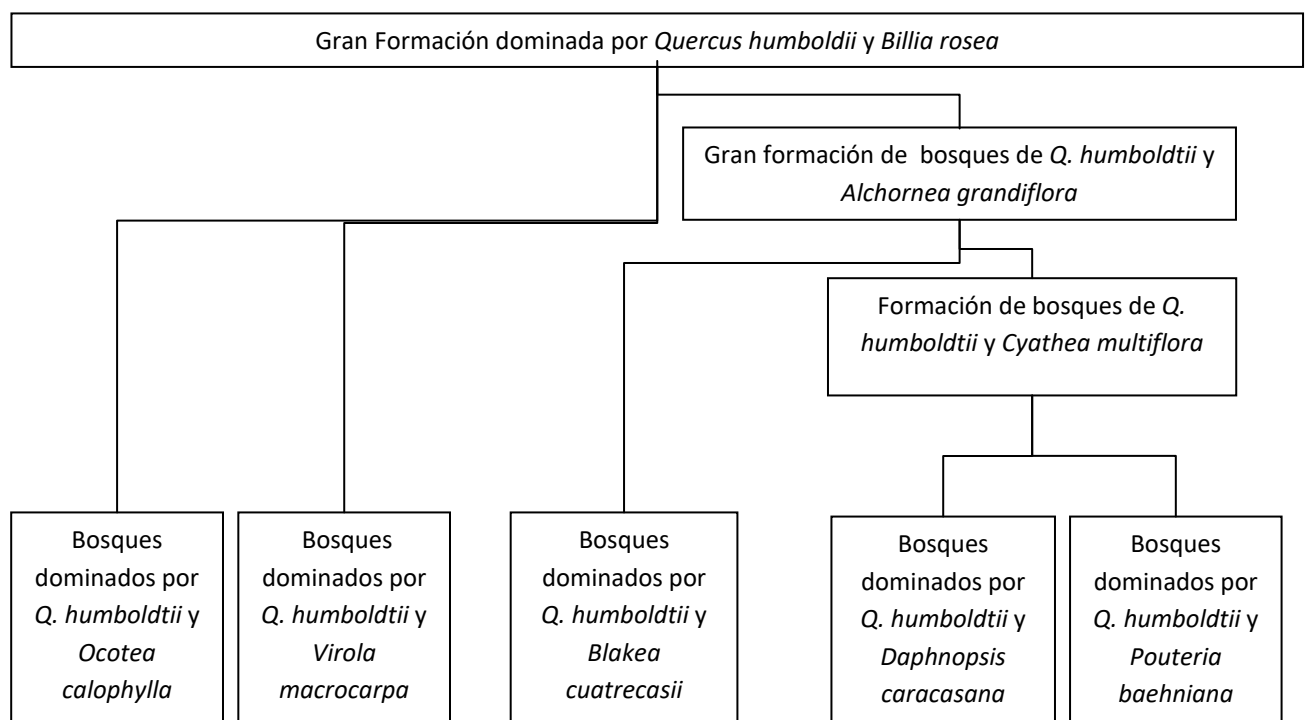 Gran Formación dominada por Quercus humboldii y Billia rosea
Gran formación de bosques de Q. humboldtii y
Alchornea grandiflora
Formación de bosques de Q.
humboldtii y Cyathea multiflora
Bosques
dominados por
Q. humboldtii y
Ocotea
calophylla
Bosques
dominados por
Q. humboldtii y
Virola
macrocarpa
Bosques
dominados por
Q. humboldtii y
Blakea
cuatrecasii
Bosques
dominados por
Q. humboldtii y
Daphnopsis
caracasana
Bosques
dominados por
Q. humboldtii y
Pouteria
baehniana